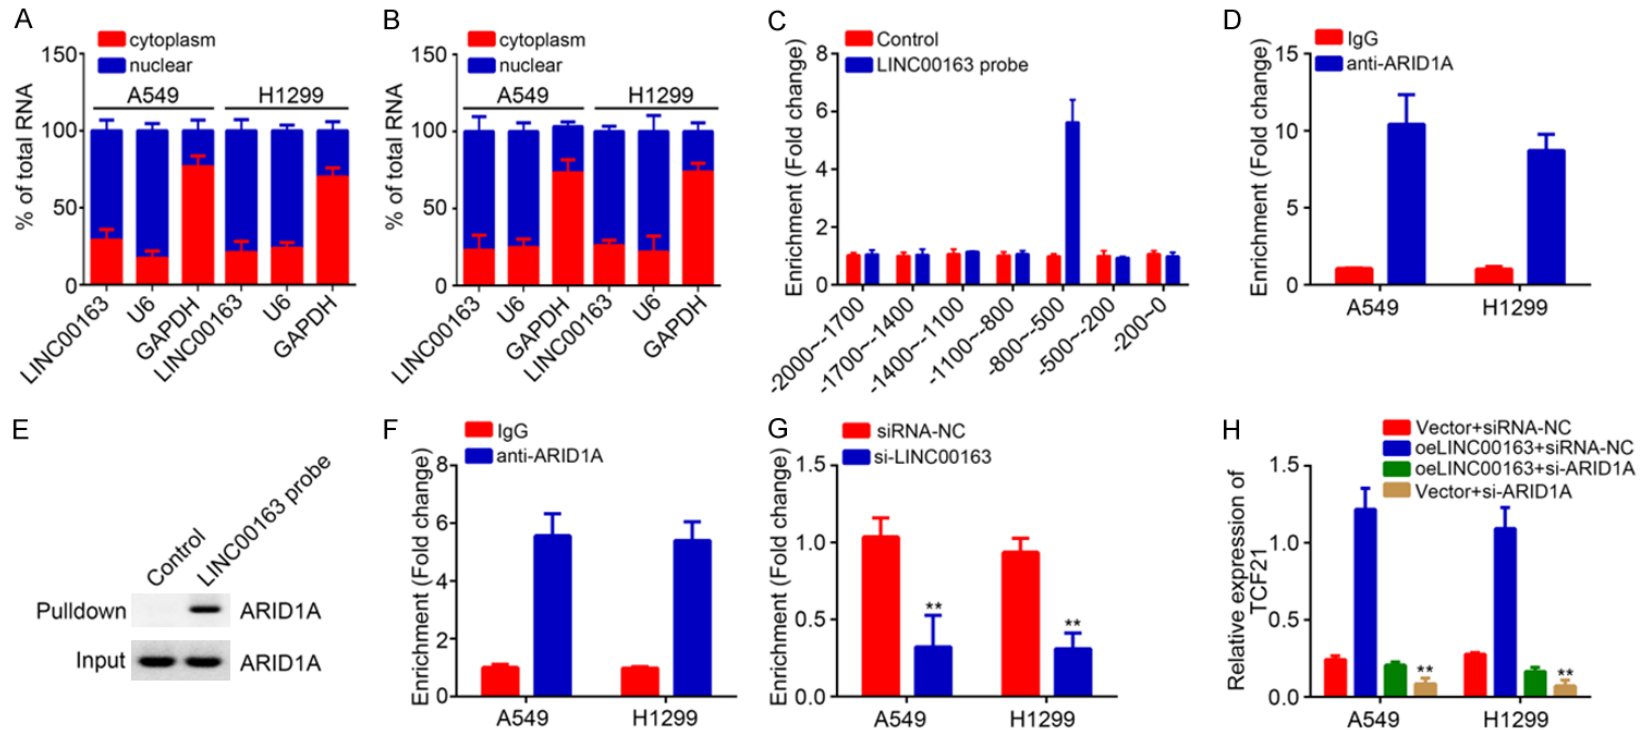 A
cytoplasm
nuclear
A549
H1299
% of total RNA
150
100
50
0
LINC00163
U6
GAPDH
LINC00163
U6
GAPDH
B
cytoplasm
nuclear
A549
H1299
% of total RNA
150
100
50
0
LINC00163
U6
GAPDH
LINC00163
U6
GAPDH
C
Control
LINC00163 probe
Enrichment (Fold change)
8
6
4
2
0
-2000~-1700
-1700~-1400
-1400~-1100
-1100~-800
-800~-500
-500~-200
-200~0
D
IgG
anti-ARID1A
Enrichment (Fold change)
15
10
5
0
A549
H1299
E
Control
LINC00163 probe
Pulldown
ARID1A
Input
ARID1A
F
IgG
anti-ARID1A
Enrichment (Fold change)
8
6
4
2
0
A549
H1299
G
siRNA-NC
si-LINC00163
Enrichment (Fold change)
1.5
1.0
0.5
0.0
**
**
A549
H1299
H
Vector+siRNA-NC
oeLINC00163+siRNA-NC
oeLINC00163+si-ARID1A
Vector+si-ARID1A
Relative expression of
TCF21
1.5
1.0
0.5
0.0
**
**
A549
H1299